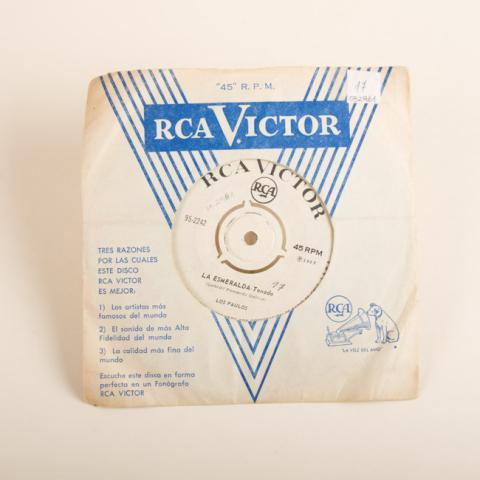 "45" R. P. M.
17
RCA VICTOR
RCA VICTOR
RCA
95-2242
45 RPM
LA ESMERALDA-Tonada
17
LOS PAULOS
TRES RAZONES
POR LAS CUALES
ESTE DISCO
RCA VICTOR
ES MEJOR:
1) Los artistas más
famosos del mundo
2) El sonido de más Alta
Fidelidad del mundo
3) La calidad más fina del
mundo
Escuche este disco en forma
perfecta en un Fonógrafo
RCA VICTOR
RCA
"LA VOZ DEL AMO"